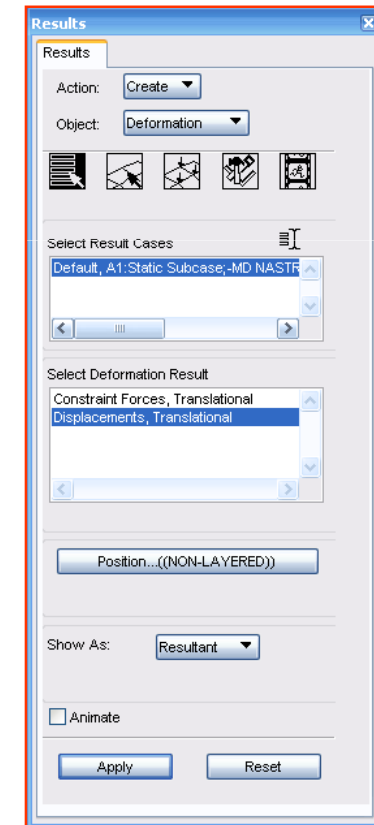 Results
Results
Action: Create
Object: Deformation
Select Result Cases
Default, A1:Static Subcase;-MD NASTR
Select Deformation Result
Constraint Forces, Translational
Displacements, Translational
Position...((NON-LAYERED))
Show As: Resultant
Animate
Apply Reset